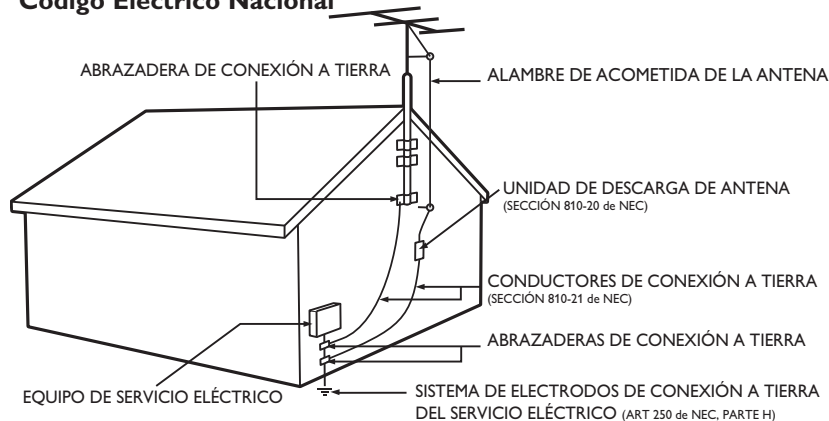 Código Eléctrico Nacional
ABRAZADERA DE CONEXIÓN A TIERRA
ALAMBRE DE ACOMETIDA DE LA ANTENA
UNIDAD DE DESCARGA DE ANTENA
(SECCIÓN 810-20 de NEC)
CONDUCTORES DE CONEXIÓN A TIERRA
(SECCIÓN 810-21 de NEC)
ABRAZADERAS DE CONEXIÓN A TIERRA
EQUIPO DE SERVICIO ELÉCTRICO
SISTEMA DE ELECTRODOS DE CONEXIÓN A TIERRA
DEL SERVICIO ELÉCTRICO (ART 250 de NEC, PARTE H)